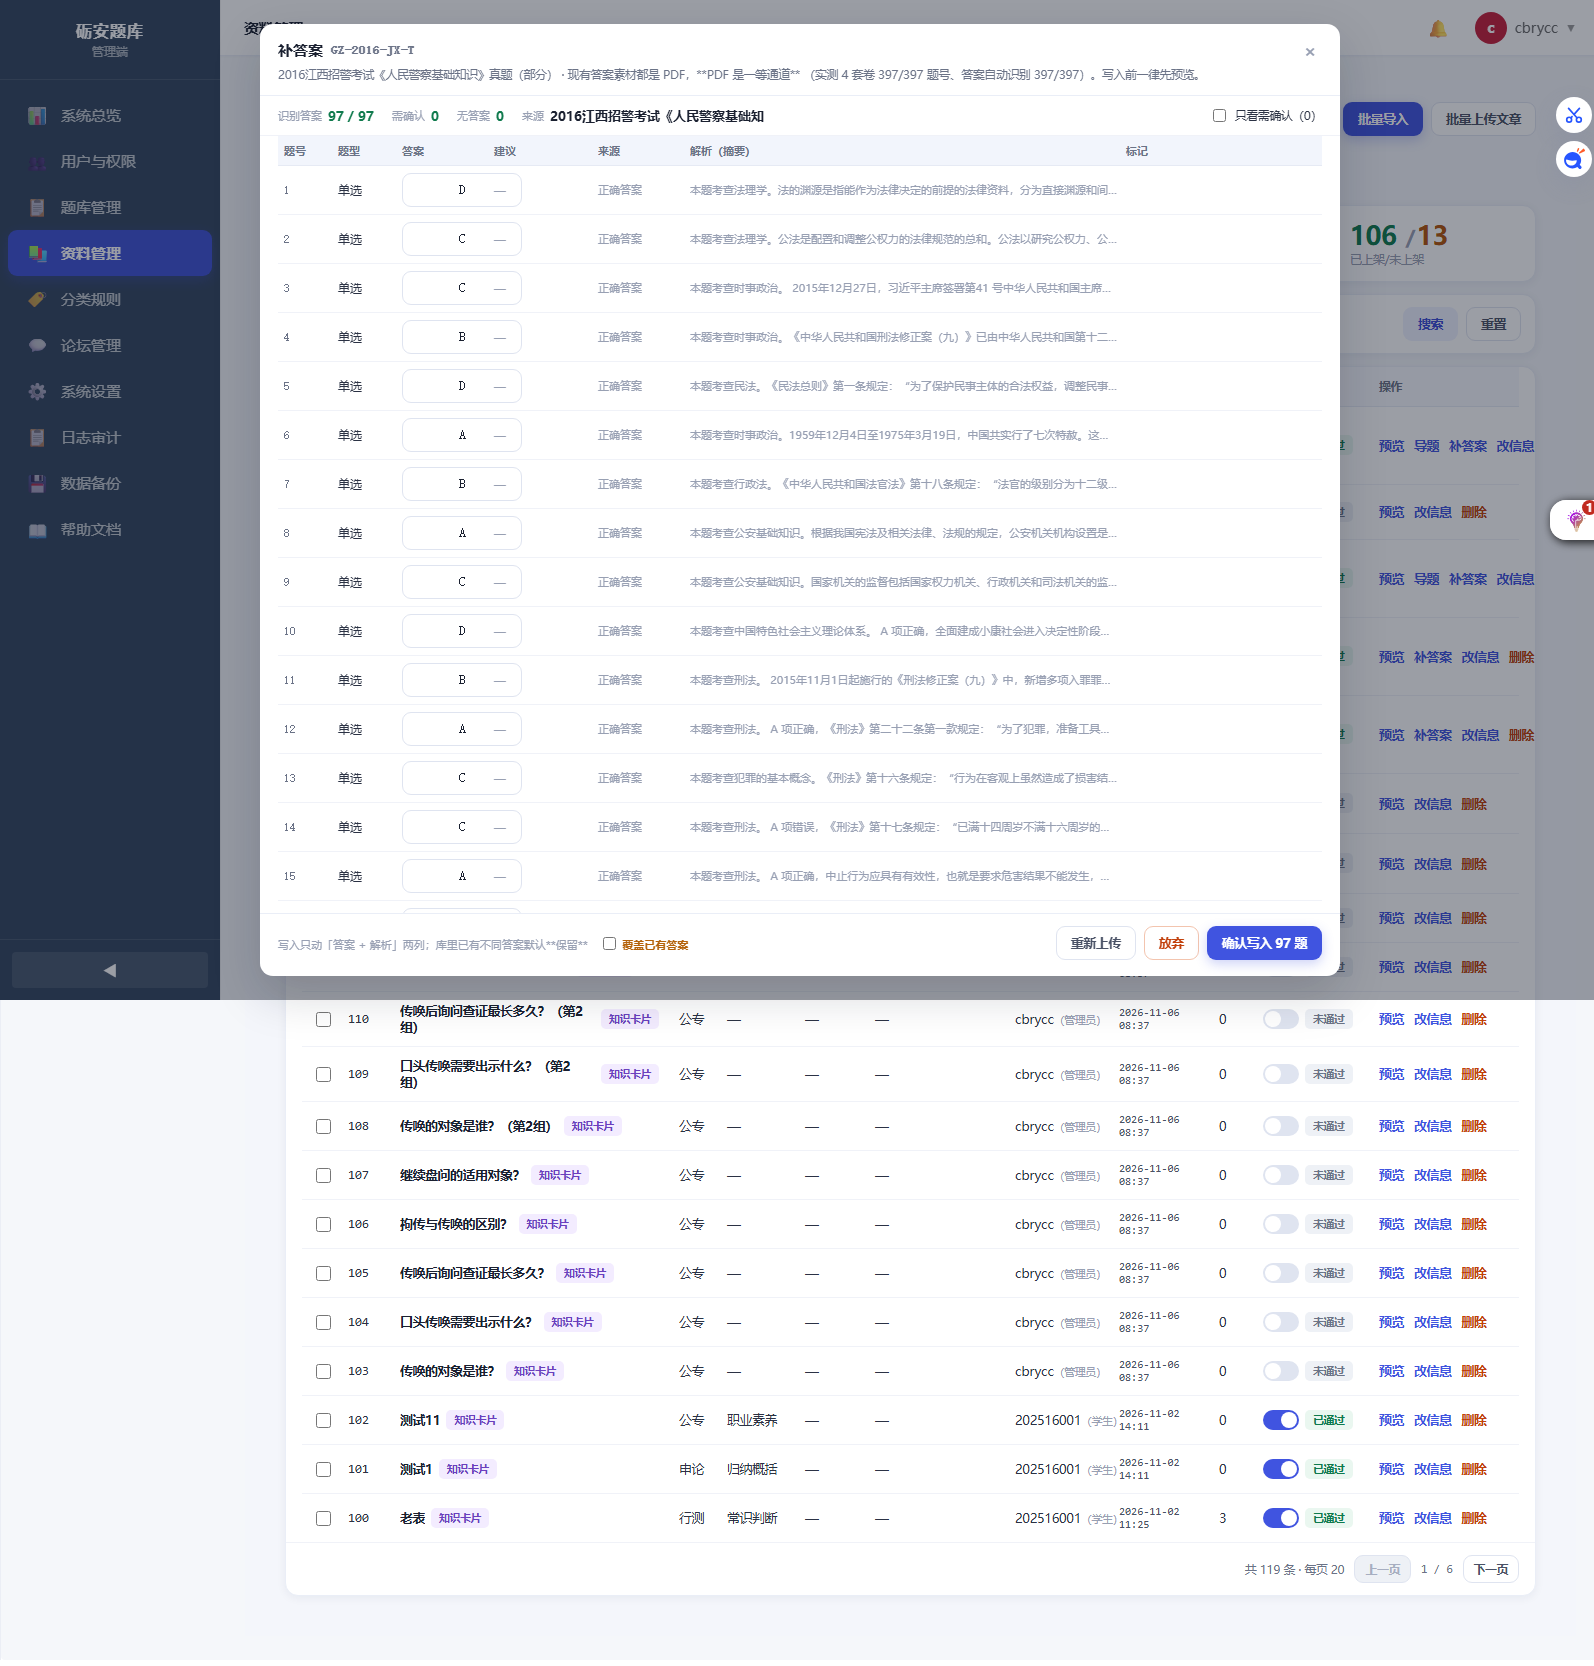 砺安题库
管理端
系统总览
用户与权限
题库管理
资料管理
分类规则
论坛管理
系统设置
日志审计
数据备份
帮助文档
资料管理
c cbrycc
批量导入 批量上传文章
106 /13
已上架/未上架
搜索 重置
操作
预览 导题 补答案 改信息
预览 改信息 删除
预览 导题 补答案 改信息
预览 补答案 改信息 删除
预览 补答案 改信息 删除
预览 改信息 删除
预览 改信息 删除
预览 改信息 删除
预览 改信息 删除
1
补答案 GZ-2016-JX-T
×
2016江西招警考试《人民警察基础知识》真题（部分） · 现有答案素材都是 PDF，**PDF 是一等通道** （实测 4 套卷 397/397 题号、答案自动识别 397/397）。写入前一律先预览。
识别答案 97 / 97 需确认 0 无答案 0 来源 2016江西招警考试《人民警察基础知 只看需确认（0）
题号 题型 答案 建议 来源 解析（摘要） 标记
1 单选 D — 正确答案 本题考查法理学。法的渊源是指能作为法律决定的前提的法律资料，分为直接渊源和间...
2 单选 C — 正确答案 本题考查法理学。公法是配置和调整公权力的法律规范的总和。公法以研究公权力、公...
3 单选 C — 正确答案 本题考查时事政治。 2015年12月27日，习近平主席签署第41 号中华人民共和国主席...
4 单选 B — 正确答案 本题考查时事政治。《中华人民共和国刑法修正案（九）》已由中华人民共和国第十二...
5 单选 D — 正确答案 本题考查民法。《民法总则》第一条规定： “为了保护民事主体的合法权益，调整民事...
6 单选 A — 正确答案 本题考查时事政治。1959年12月4日至1975年3月19日，中国共实行了七次特赦。这...
7 单选 B — 正确答案 本题考查行政法。《中华人民共和国法官法》第十八条规定： “法官的级别分为十二级...
8 单选 A — 正确答案 本题考查公安基础知识。根据我国宪法及相关法律、法规的规定，公安机关机构设置是...
9 单选 C — 正确答案 本题考查公安基础知识。国家机关的监督包括国家权力机关、行政机关和司法机关的监...
10 单选 D — 正确答案 本题考查中国特色社会主义理论体系。 A 项正确，全面建成小康社会进入决定性阶段...
11 单选 B — 正确答案 本题考查刑法。 2015年11月1日起施行的《刑法修正案（九）》中，新增多项入罪罪...
12 单选 A — 正确答案 本题考查刑法。 A 项正确，《刑法》第二十二条第一款规定： “为了犯罪，准备工具...
13 单选 C — 正确答案 本题考查犯罪的基本概念。《刑法》第十六条规定： “行为在客观上虽然造成了损害结...
14 单选 C — 正确答案 本题考查刑法。 A 项错误，《刑法》第十七条规定： “已满十四周岁不满十六周岁的...
15 单选 A — 正确答案 本题考查刑法。 A 项正确，中止行为应具有有效性，也就是要求危害结果不能发生，...
写入只动「答案 + 解析」两列；库里已有不同答案默认**保留** 覆盖已有答案 重新上传 放弃 确认写入 97 题
110 传唤后询问查证最长多久？（第2组） 知识卡片 公专 — — — cbrycc (管理员) 2026-11-06 08:37 0 未通过 预览 改信息 删除
109 口头传唤需要出示什么？（第2组） 知识卡片 公专 — — — cbrycc (管理员) 2026-11-06 08:37 0 未通过 预览 改信息 删除
108 传唤的对象是谁？（第2组） 知识卡片 公专 — — — cbrycc (管理员) 2026-11-06 08:37 0 未通过 预览 改信息 删除
107 继续盘问的适用对象？ 知识卡片 公专 — — — cbrycc (管理员) 2026-11-06 08:37 0 未通过 预览 改信息 删除
106 拘传与传唤的区别？ 知识卡片 公专 — — — cbrycc (管理员) 2026-11-06 08:37 0 未通过 预览 改信息 删除
105 传唤后询问查证最长多久？ 知识卡片 公专 — — — cbrycc (管理员) 2026-11-06 08:37 0 未通过 预览 改信息 删除
104 口头传唤需要出示什么？ 知识卡片 公专 — — — cbrycc (管理员) 2026-11-06 08:37 0 未通过 预览 改信息 删除
103 传唤的对象是谁？ 知识卡片 公专 — — — cbrycc (管理员) 2026-11-06 08:37 0 未通过 预览 改信息 删除
102 测试11 知识卡片 公专 职业素养 — — 202516001 (学生) 2026-11-02 14:11 0 已通过 预览 改信息 删除
101 测试1 知识卡片 申论 归纳概括 — — 202516001 (学生) 2026-11-02 14:11 0 已通过 预览 改信息 删除
100 老表 知识卡片 行测 常识判断 — — 202516001 (学生) 2026-11-02 11:25 3 已通过 预览 改信息 删除
共 119 条 · 每页 20 上一页 1 / 6 下一页